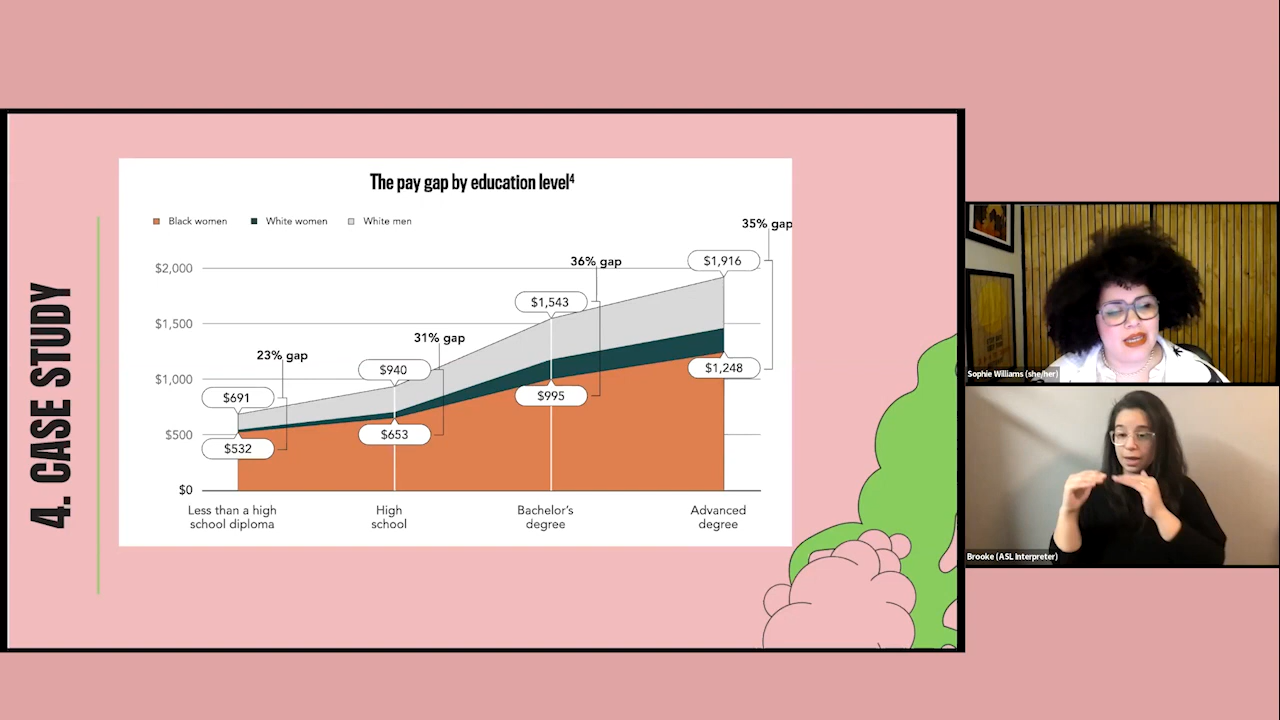 4. CASE STUDY
The pay gap by education level⁴
Black women White women White men
35% gap
$2,000
$1,916
36% gap
$1,543
$1,500
31% gap
23% gap
$1,000
$940
$1,248
$691
$995
$500
$653
$532
$0
Less than a high
school diploma
High
school
Bachelor's
degree
Advanced
degree
Sophie Williams (she/her)
Brooke (ASL Interpreter)